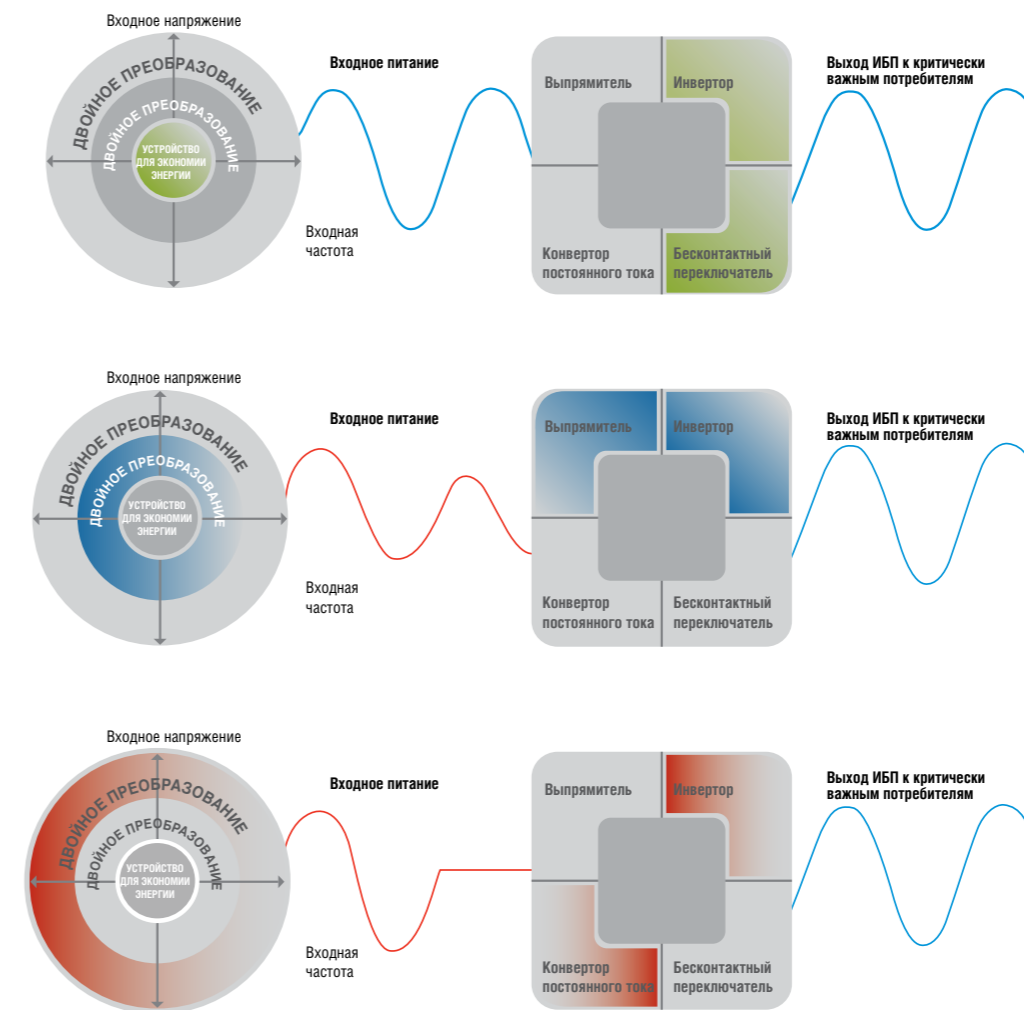 Входное напряжение
ДВОЙНОЕ ПРЕОБРАЗОВАНИЕ
ДВОЙНОЕ ПРЕОБРАЗОВАНИЕ
УСТРОЙСТВО
ДЛЯ ЭКОНОМИИ
ЭНЕРГИИ
Входная
частота
Входное питание
Выпрямитель
Инвертор
Конвертор
постоянного тока
Бесконтактный
переключатель
Выход ИБП к критически
важным потребителям
Входное напряжение
ДВОЙНОЕ ПРЕОБРАЗОВАНИЕ
ДВОЙНОЕ ПРЕОБРАЗОВАНИЕ
УСТРОЙСТВО
ДЛЯ ЭКОНОМИИ
ЭНЕРГИИ
Входная
частота
Входное питание
Выпрямитель
Инвертор
Конвертор
постоянного тока
Бесконтактный
переключатель
Выход ИБП к критически
важным потребителям
Входное напряжение
ДВОЙНОЕ ПРЕОБРАЗОВАНИЕ
ДВОЙНОЕ ПРЕОБРАЗОВАНИЕ
УСТРОЙСТВО
ДЛЯ ЭКОНОМИИ
ЭНЕРГИИ
Входная
частота
Входное питание
Выпрямитель
Инвертор
Конвертор
постоянного тока
Бесконтактный
переключатель
Выход ИБП к критически
важным потребителям